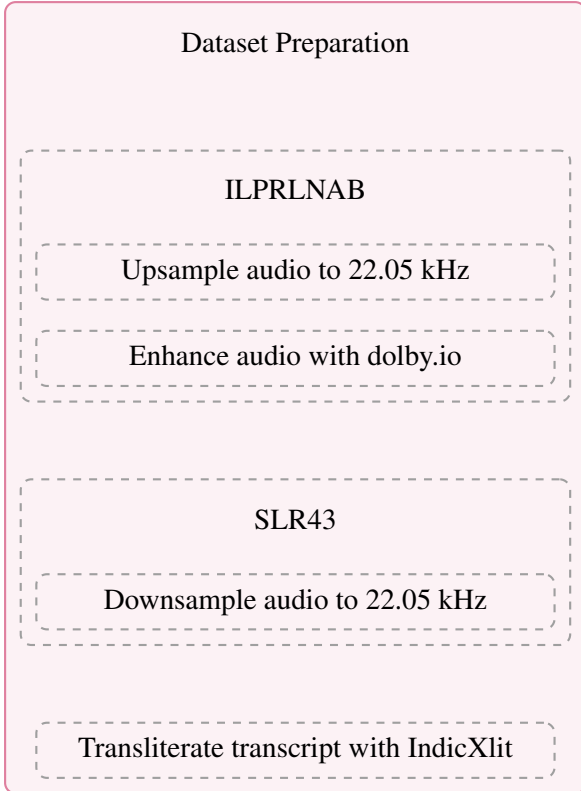 Dataset Preparation
ILPRLNAB
Upsample audio to 22.05 kHz
Enhance audio with dolby.io
SLR43
Downsample audio to 22.05 kHz
Transliterate transcript with IndicXlit